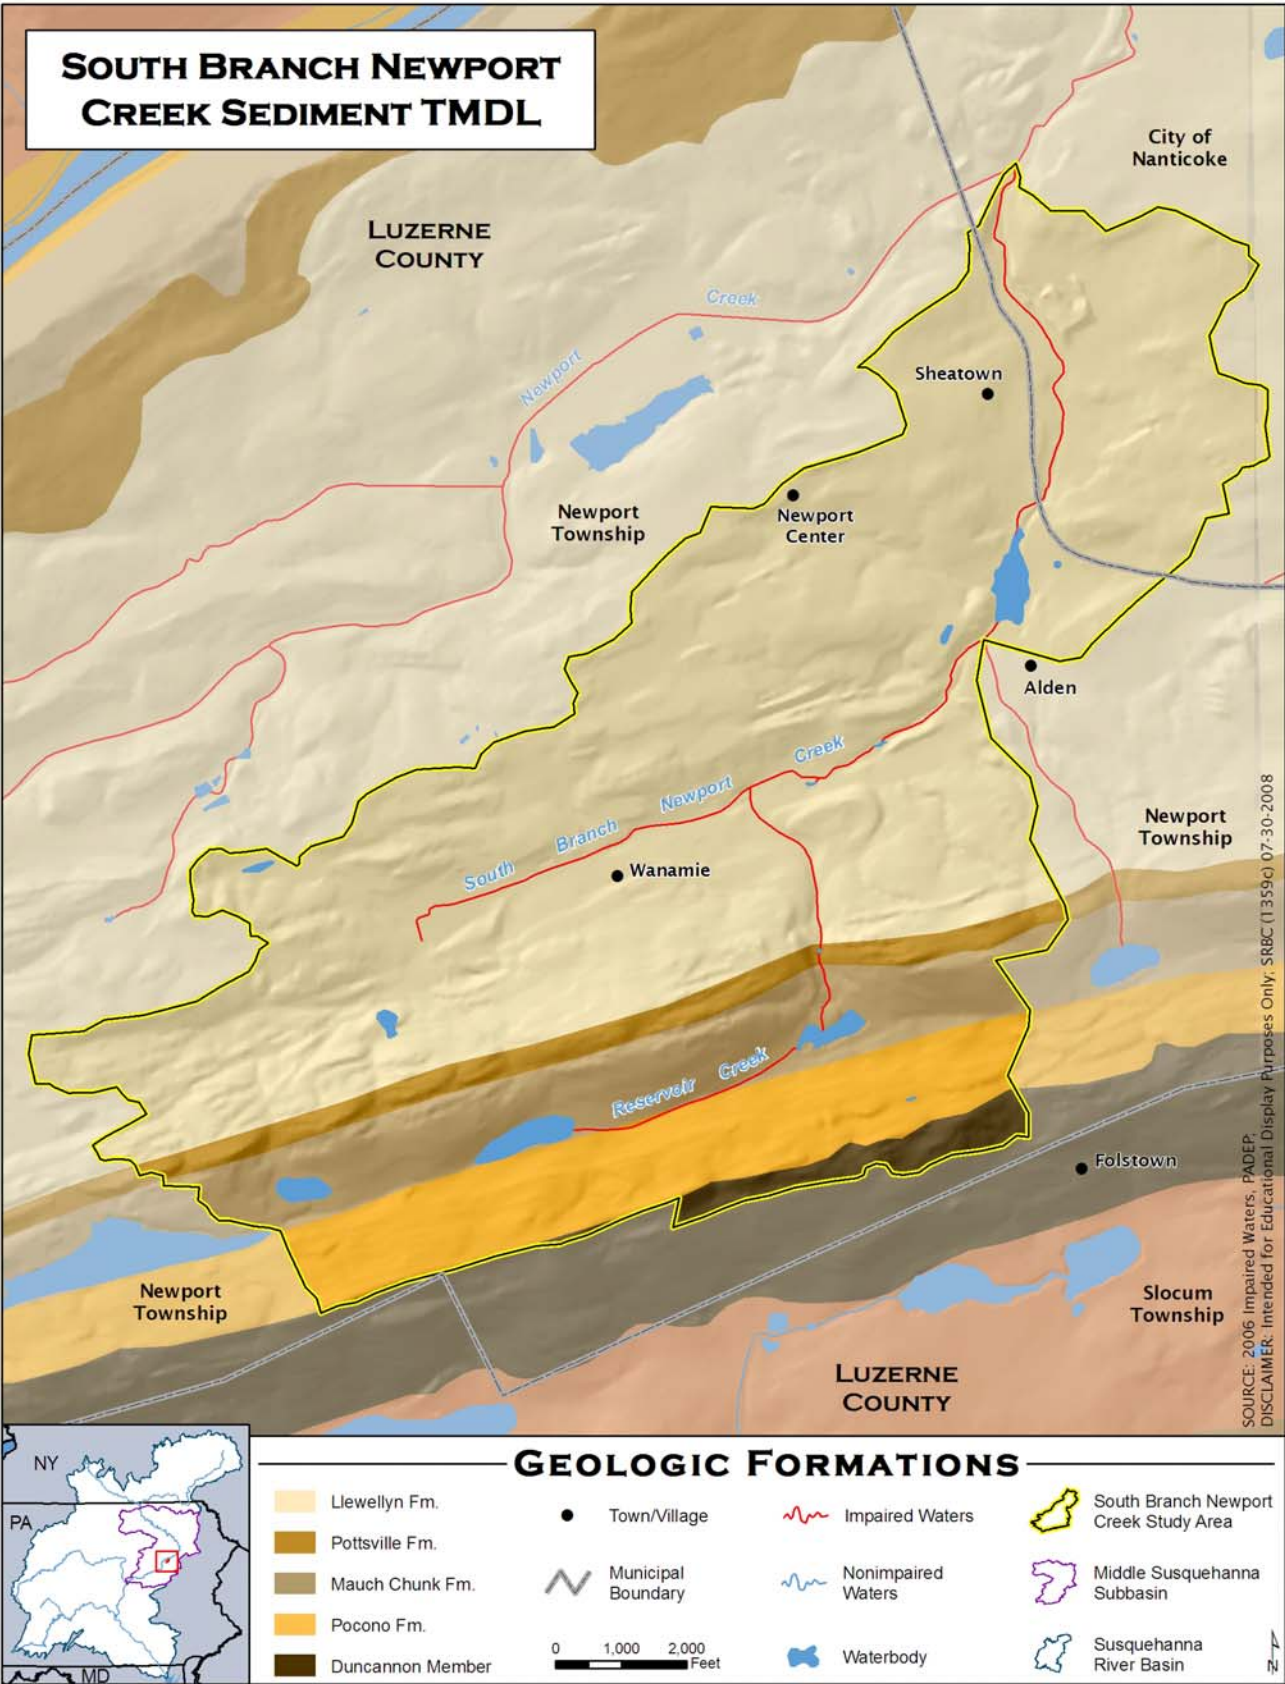 SOUTH BRANCH NEWPORT
CREEK SEDIMENT TMDL
City of
Nanticoke
LUZERNE
COUNTY
Creek
Newport
Sheatown
Newport
Township
Newport
Center
Alden
Creek
Newport
Branch
South
Wanamie
Newport
Township
Reservoir Creek
Folstown
Newport
Township
Slocum
Township
LUZERNE
COUNTY
SOURCE: 2006 Impaired Waters, PADEP;
DISCLAIMER: Intended for Educational Display Purposes Only; SRBC (1359c) 07-30-2008
NY
PA
MD
GEOLOGIC FORMATIONS
Llewellyn Fm.
Pottsville Fm.
Mauch Chunk Fm.
Pocono Fm.
Duncannon Member
Town/Village
Municipal
Boundary
0 1,000 2,000
Feet
Impaired Waters
Nonimpaired
Waters
Waterbody
South Branch Newport
Creek Study Area
Middle Susquehanna
Subbasin
Susquehanna
River Basin
N